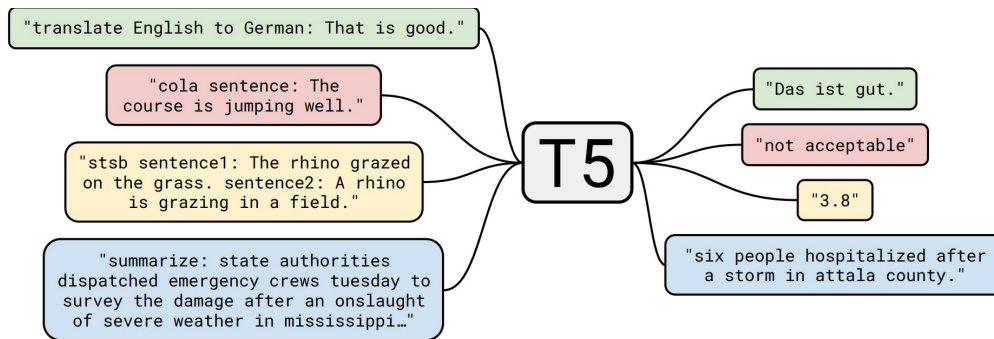 "translate English to German: That is good."
"cola sentence: The
course is jumping well."
"stsb sentence1: The rhino grazed
on the grass. sentence2: A rhino
is grazing in a field."
"summarize: state authorities
dispatched emergency crews tuesday to
survey the damage after an onslaught
of severe weather in mississippi…"
T5
"Das ist gut."
"not acceptable"
"3.8"
"six people hospitalized after
a storm in attala county."